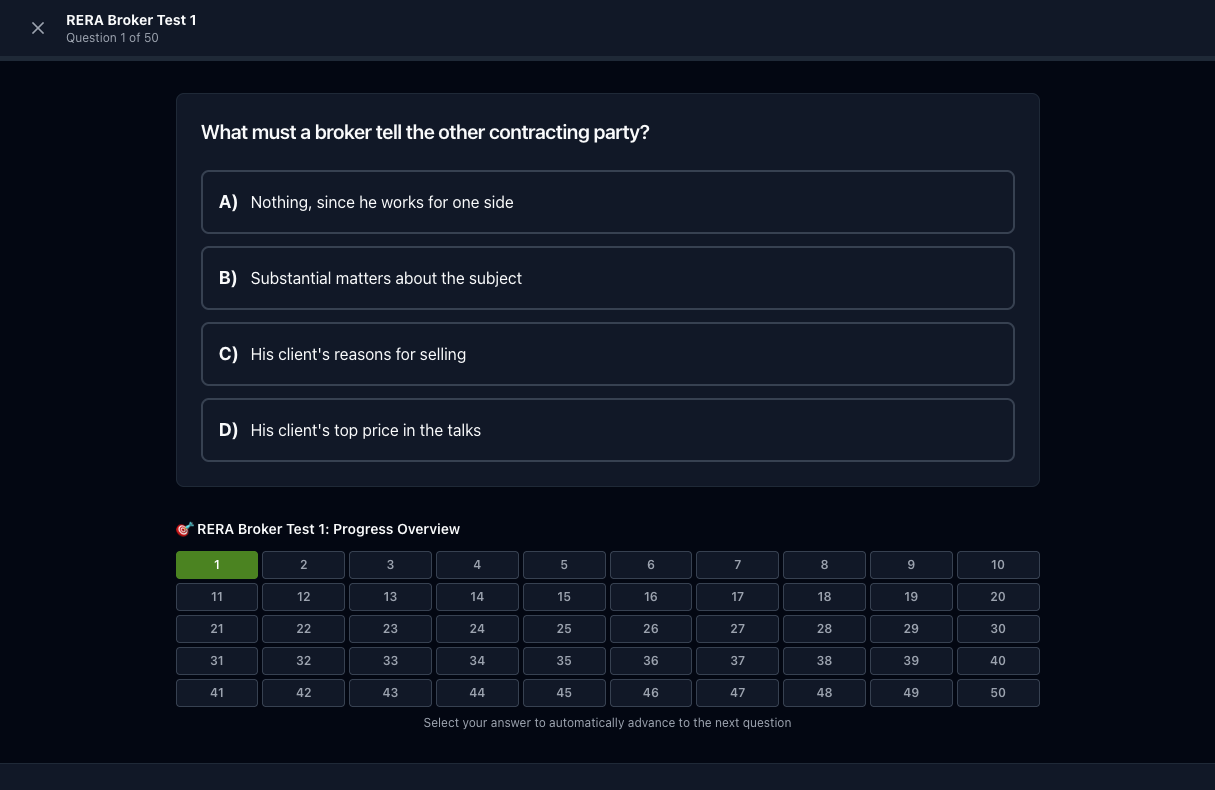 RERA Broker Test 1
Question 1 of 50
What must a broker tell the other contracting party?
A) Nothing, since he works for one side
B) Substantial matters about the subject
C) His client's reasons for selling
D) His client's top price in the talks
🎯 RERA Broker Test 1: Progress Overview
1 2 3 4 5 6 7 8 9 10
11 12 13 14 15 16 17 18 19 20
21 22 23 24 25 26 27 28 29 30
31 32 33 34 35 36 37 38 39 40
41 42 43 44 45 46 47 48 49 50
Select your answer to automatically advance to the next question